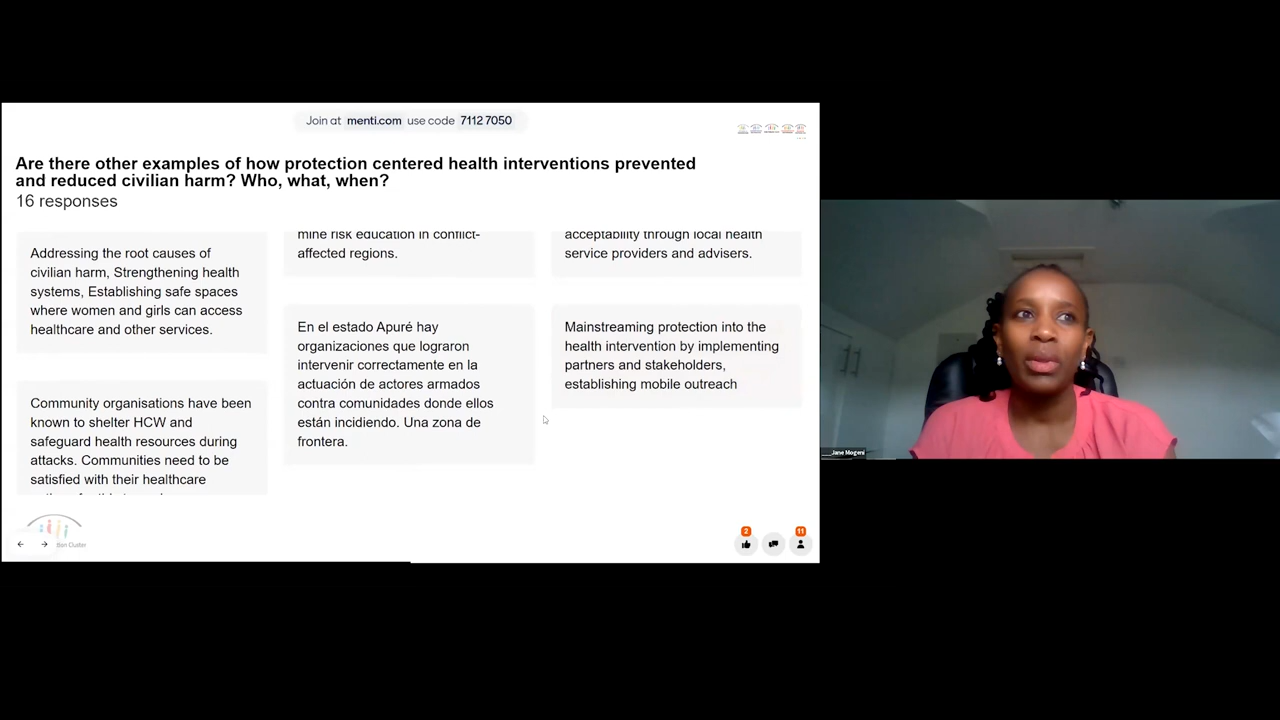 Join at menti.com use code 7112 7050
Are there other examples of how protection centered health interventions prevented
and reduced civilian harm? Who, what, when?
16 responses
Addressing the root causes of
civilian harm, Strengthening health
systems, Establishing safe spaces
where women and girls can access
healthcare and other services.
Community organisations have been
known to shelter HCW and
safeguard health resources during
attacks. Communities need to be
satisfied with their healthcare
mine risk education in conflict-
affected regions.
En el estado Apuré hay
organizaciones que lograron
intervenir correctamente en la
actuación de actores armados
contra comunidades donde ellos
están incidiendo. Una zona de
frontera.
acceptability through local health
service providers and advisers.
Mainstreaming protection into the
health intervention by implementing
partners and stakeholders,
establishing mobile outreach
Cluster
2
11
Jane Mogeni